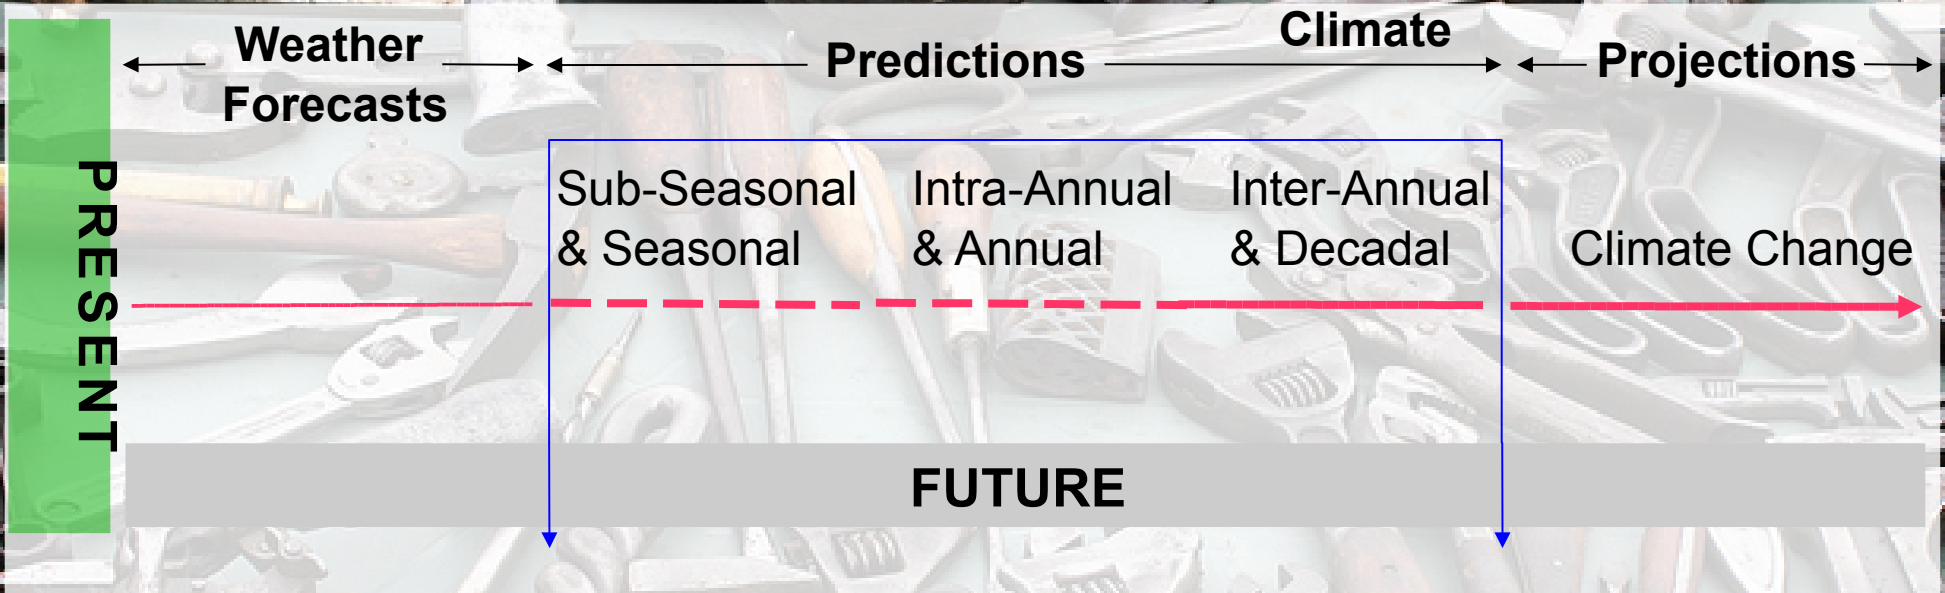 Weather
Forecasts
Predictions
Climate
Projections
PRESENT
Sub-Seasonal
& Seasonal
Intra-Annual
& Annual
Inter-Annual
& Decadal
Climate Change
FUTURE